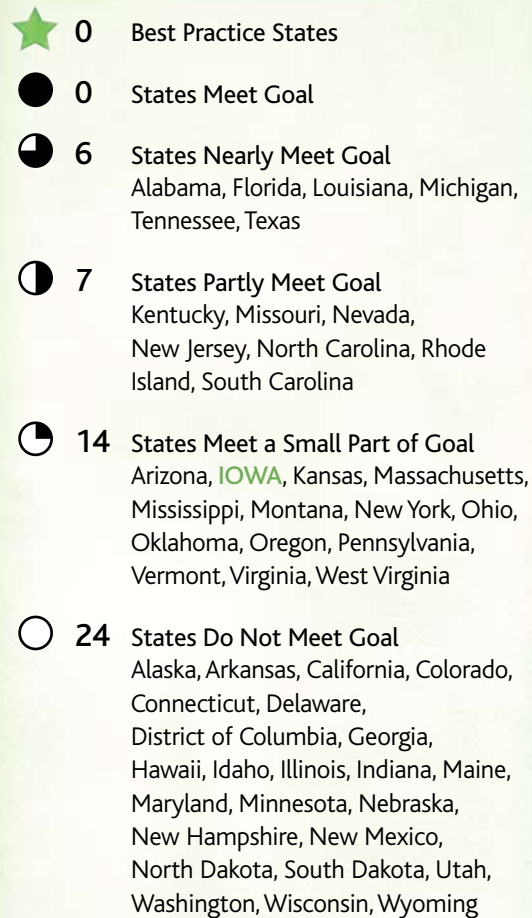 0 Best Practice States
0 States Meet Goal
6 States Nearly Meet Goal
Alabama, Florida, Louisiana, Michigan,
Tennessee, Texas
7 States Partly Meet Goal
Kentucky, Missouri, Nevada,
New Jersey, North Carolina, Rhode
Island, South Carolina
14 States Meet a Small Part of Goal
Arizona, IOWA, Kansas, Massachusetts,
Mississippi, Montana, New York, Ohio,
Oklahoma, Oregon, Pennsylvania,
Vermont, Virginia, West Virginia
24 States Do Not Meet Goal
Alaska, Arkansas, California, Colorado,
Connecticut, Delaware,
District of Columbia, Georgia,
Hawaii, Idaho, Illinois, Indiana, Maine,
Maryland, Minnesota, Nebraska,
New Hampshire, New Mexico,
North Dakota, South Dakota, Utah,
Washington, Wisconsin, Wyoming